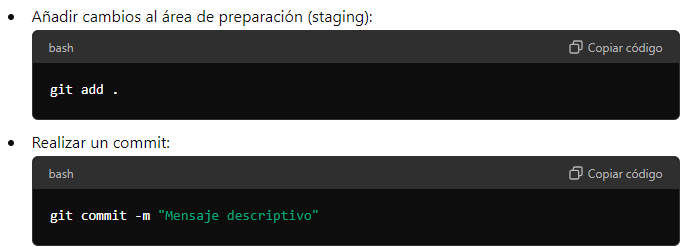 Añadir cambios al área de preparación (staging):
bash
Copiar código
git add .
Realizar un commit:
bash
Copiar código
git commit -m "Mensaje descriptivo"